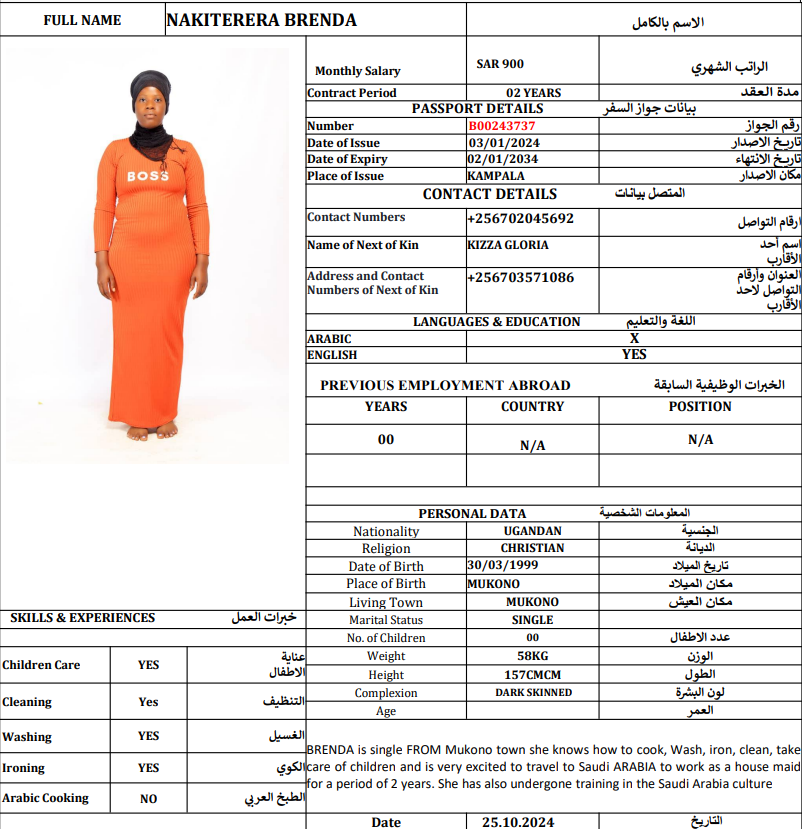 FULL NAME NAKITERERA BRENDA الاسم بالكامل
BOSS
Monthly Salary SAR 900 الراتب الشهري
Contract Period 02 YEARS مدة العقد
PASSPORT DETAILS بيانات جواز السفر
Number B00243737 رقم الجواز
Date of Issue 03/01/2024 تاريخ الاصدار
Date of Expiry 02/01/2034 تاريخ الانتهاء
Place of Issue KAMPALA مكان الاصدار
CONTACT DETAILS المتصل بيانات
Contact Numbers +256702045692 ارقام التواصل
Name of Next of Kin KIZZA GLORIA اسم أحد
الأقارب
Address and Contact +256703571086 العنوان وأرقام
Numbers of Next of Kin التواصل لاحد
الأقارب
LANGUAGES & EDUCATION اللغة والتعليم
ARABIC X
ENGLISH YES
PREVIOUS EMPLOYMENT ABROAD الخبرات الوظيفية السابقة
YEARS COUNTRY POSITION
00 N/A N/A
PERSONAL DATA المعلومات الشخصية
Nationality UGANDAN الجنسية
Religion CHRISTIAN الديانة
Date of Birth 30/03/1999 تاريخ الميلاد
Place of Birth MUKONO مكان الميلاد
Living Town MUKONO مكان العيش
Marital Status SINGLE
No. of Children 00 عدد الاطفال
Weight 58KG الوزن
Height 157CMCM الطول
Complexion DARK SKINNED لون البشرة
Age العمر
SKILLS & EXPERIENCES خبرات العمل
Children Care YES عناية
الاطفال
Cleaning Yes التنظيف
Washing YES الغسيل
Ironing YES الكوي
Arabic Cooking NO الطبخ العربي
BRENDA is single FROM Mukono town she knows how to cook, Wash, iron, clean, take
care of children and is very excited to travel to Saudi ARABIA to work as a house maid
for a period of 2 years. She has also undergone training in the Saudi Arabia culture
Date 25.10.2024 التاريخ